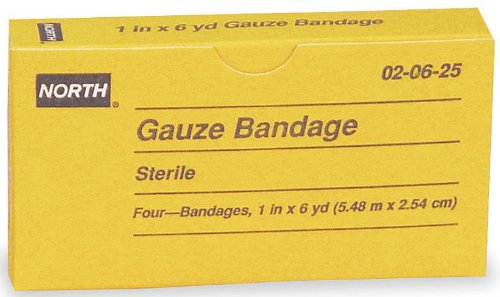 1 in x 6 yd Gauze Bandage
02-06-25
NORTH®
Gauze Bandage
Sterile
Four—Bandages, 1 in x 6 yd (5.48 m x 2.54 cm)